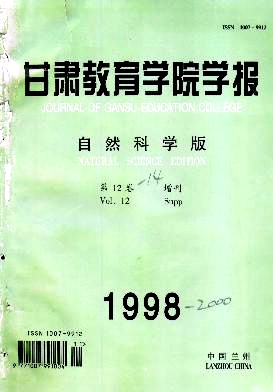 ISSN 1007-9912
甘肃教育学院学报
JOURNAL OF GANSU EDUCATION COLLEGE
自然科学版
NATURAL SCIENCE EDITION
第 12 卷 -14 增刊
Vol. 12 Supp
1998 -2000
ISSN 1007-9912
中国兰州
LANZHOU CHINA